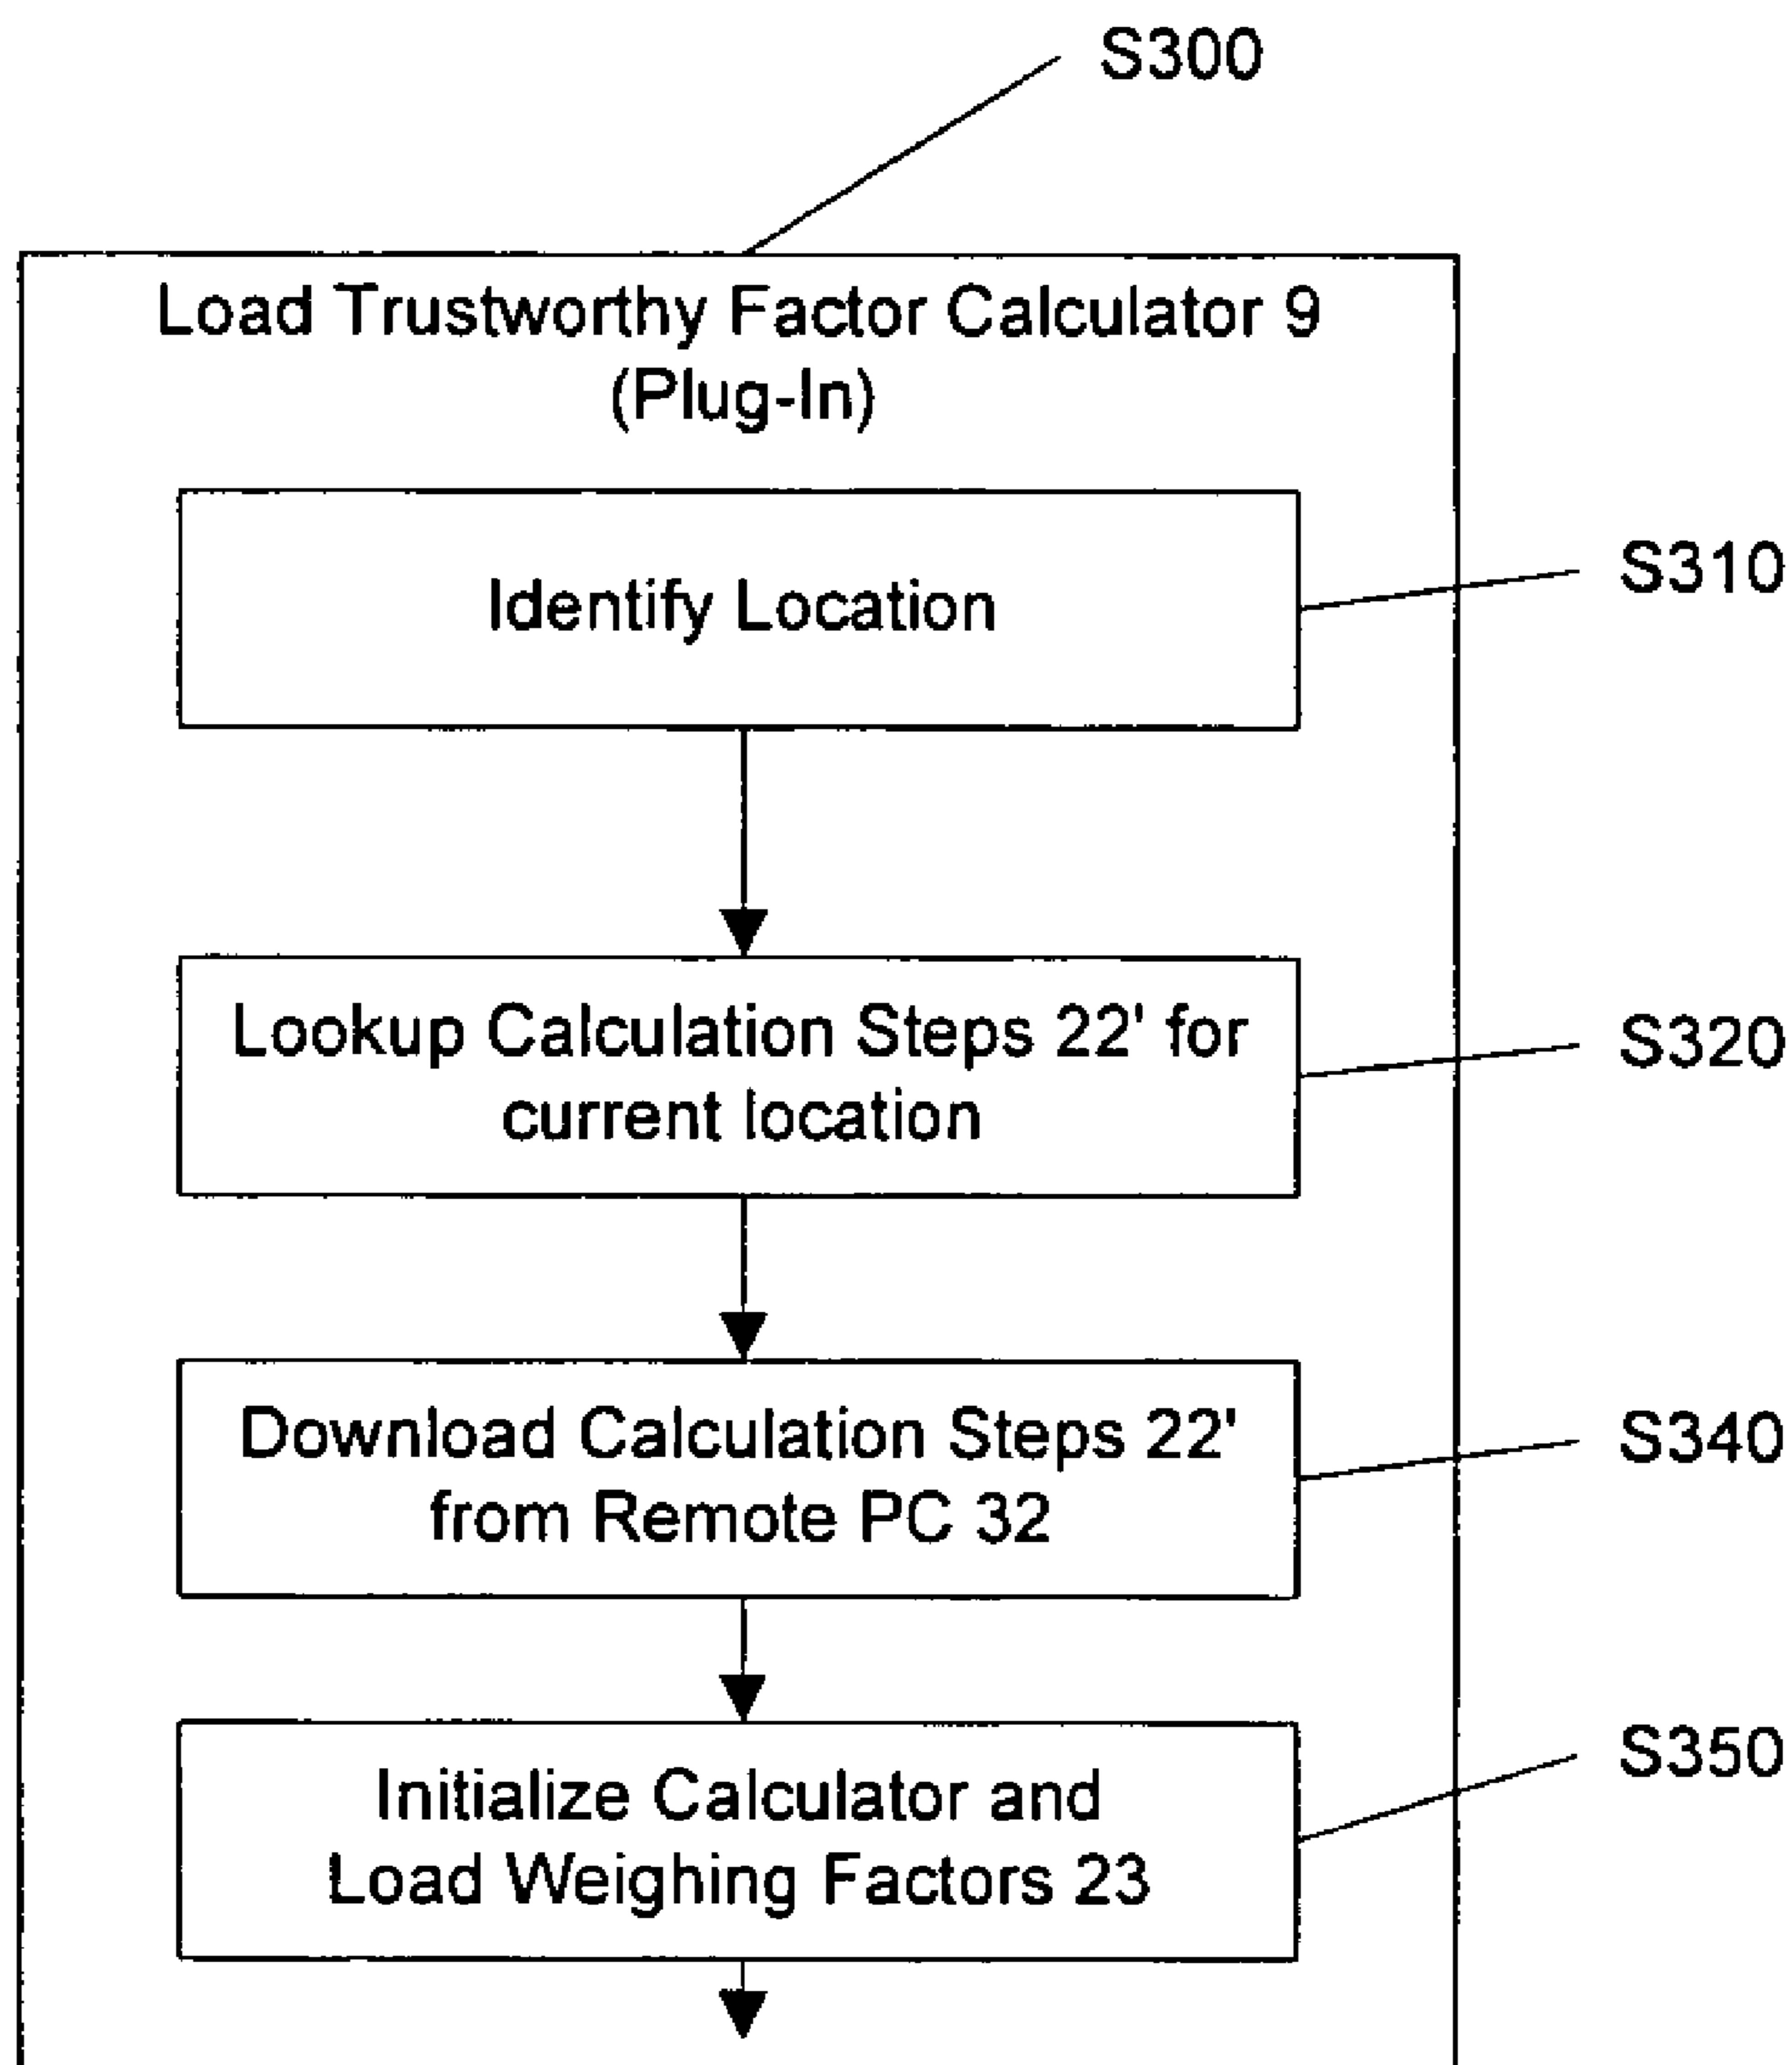 S300
Load Trustworthy Factor Calculator 9
(Plug-In)
Identify Location
S310
Lookup Calculation Steps 22' for
current location
S320
Download Calculation Steps 22'
from Remote PC 32
S340
Initialize Calculator and
Load Weighing Factors 23
S350